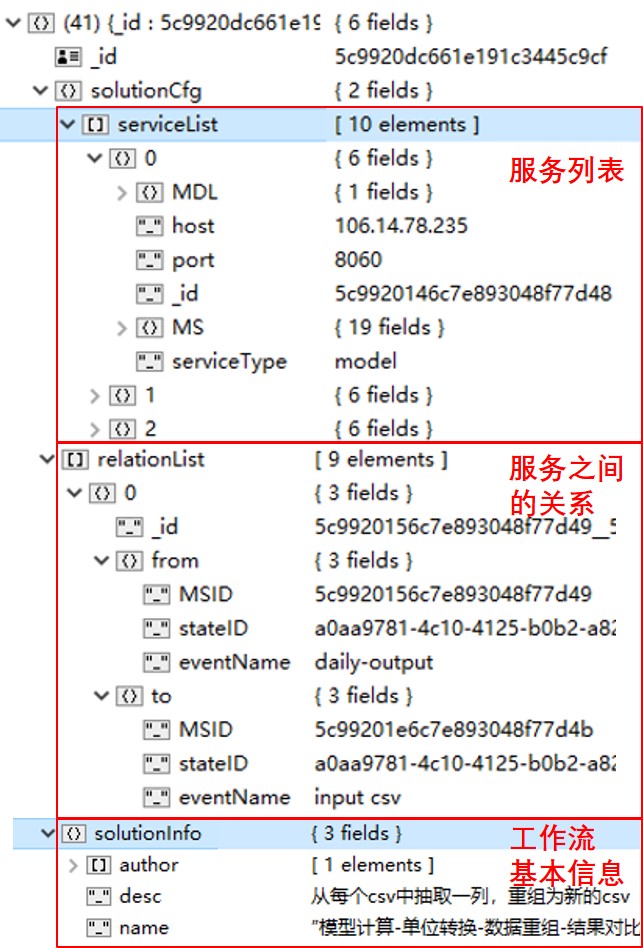 (41) {_id : 5c9920dc661e19 { 6 fields }
_id 5c9920dc661e191c3445c9cf
solutionCfg { 2 fields }
serviceList [ 10 elements ]
0 { 6 fields }
服务列表
MDL { 1 fields }
host 106.14.78.235
port 8060
_id 5c9920146c7e893048f77d48
MS { 19 fields }
serviceType model
1 { 6 fields }
2 { 6 fields }
relationList [ 9 elements ]
服务之间
的关系
0 { 3 fields }
_id 5c9920156c7e893048f77d49__5
from { 3 fields }
MSID 5c9920156c7e893048f77d49
stateID a0aa9781-4c10-4125-b0b2-a82
eventName daily-output
to { 3 fields }
MSID 5c99201e6c7e893048f77d4b
stateID a0aa9781-4c10-4125-b0b2-a82
eventName input csv
solutionInfo { 3 fields }
工作流
基本信息
author [ 1 elements ]
desc 从每个csv中抽取一列，重组为新的csv
name "模型计算-单位转换-数据重组-结果对比